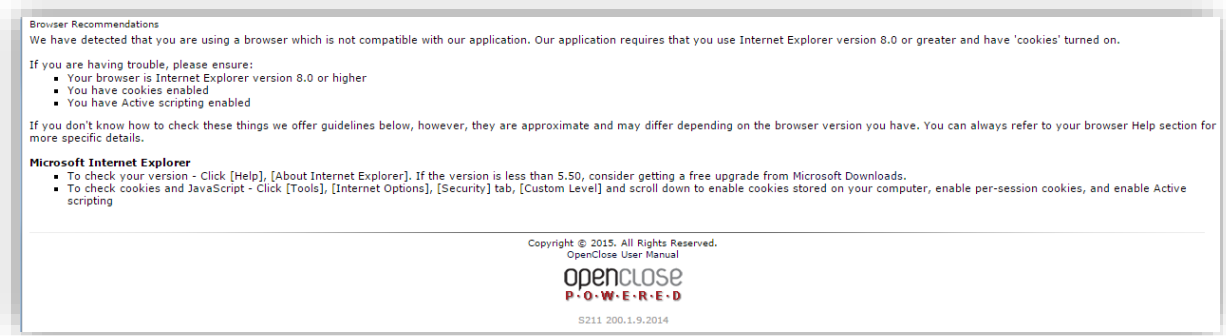 Browser Recommendations
We have detected that you are using a browser which is not compatible with our application. Our application requires that you use Internet Explorer version 8.0 or greater and have 'cookies' turned on.
If you are having trouble, please ensure:
Your browser is Internet Explorer version 8.0 or higher
You have cookies enabled
You have Active scripting enabled
If you don't know how to check these things we offer guidelines below, however, they are approximate and may differ depending on the browser version you have. You can always refer to your browser Help section for
more specific details.
Microsoft Internet Explorer
To check your version - Click [Help], [About Internet Explorer]. If the version is less than 5.50, consider getting a free upgrade from Microsoft Downloads.
To check cookies and JavaScript - Click [Tools], [Internet Options], [Security] tab, [Custom Level] and scroll down to enable cookies stored on your computer, enable per-session cookies, and enable Active
scripting
Copyright © 2015. All Rights Reserved.
OpenClose User Manual
openclose
P·O·W·E·R·E·D
S211 200.1.9.2014